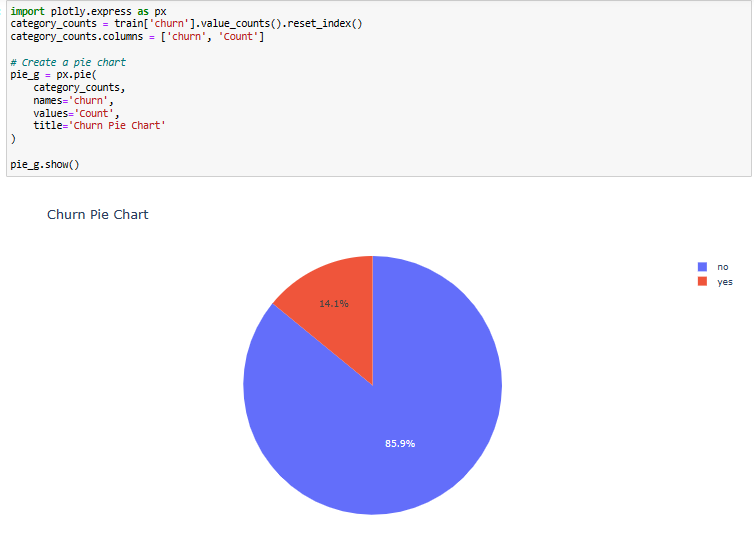 import plotly.express as px
category_counts = train['churn'].value_counts().reset_index()
category_counts.columns = ['churn', 'Count']
# Create a pie chart
pie_g = px.pie(
    category_counts,
    names='churn',
    values='Count',
    title='Churn Pie Chart'
)
pie_g.show()
Churn Pie Chart
no
yes
14.1%
85.9%